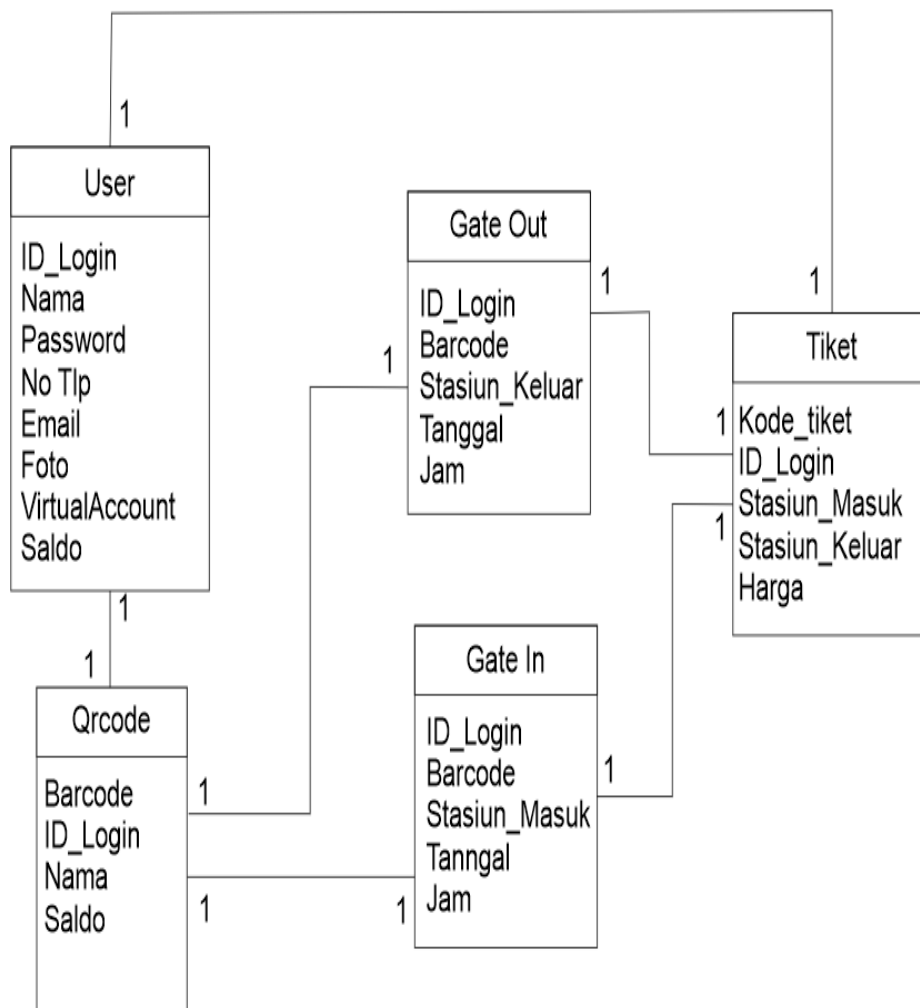 1
User
ID_Login
Nama
Password
No Tlp
Email
Foto
VirtualAccount
Saldo
1
1
Qrcode
Barcode
ID_Login
Nama
Saldo
1
1
Gate Out
ID_Login
Barcode
Stasiun_Keluar
Tanggal
Jam
1
1
Gate In
ID_Login
Barcode
Stasiun_Masuk
Tanngal
Jam
1
1
1
Tiket
Kode_tiket
ID_Login
Stasiun_Masuk
Stasiun_Keluar
Harga
1
1
1